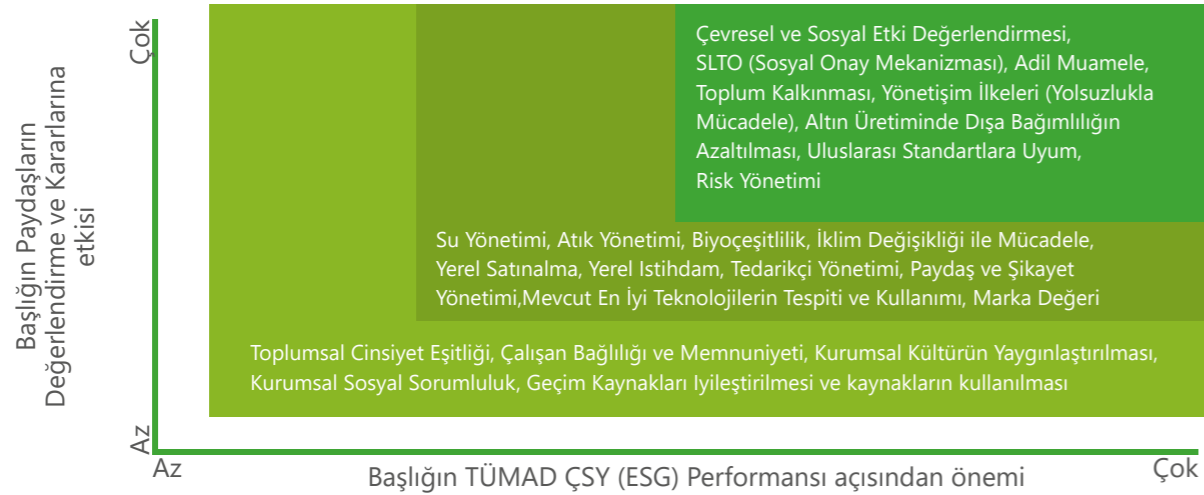 Çok
Başlığın Paydaşların
Değerlendirme ve Kararlarına
etkisi
Az
Çevresel ve Sosyal Etki Değerlendirmesi,
SLTO (Sosyal Onay Mekanizması), Adil Muamele,
Toplum Kalkınması, Yönetişim İlkeleri (Yolsuzlukla
Mücadele), Altın Üretiminde Dışa Bağımlılığın
Azaltılması, Uluslarası Standartlara Uyum,
Risk Yönetimi
Su Yönetimi, Atık Yönetimi, Biyoçeşitlilik, İklim Değişikliği ile Mücadele,
Yerel Satınalma, Yerel Istihdam, Tedarikçi Yönetimi, Paydaş ve Şikayet
Yönetimi,Mevcut En İyi Teknolojilerin Tespiti ve Kullanımı, Marka Değeri
Toplumsal Cinsiyet Eşitliği, Çalışan Bağlılığı ve Memnuniyeti, Kurumsal Kültürün Yaygınlaştırılması,
Kurumsal Sosyal Sorumluluk, Geçim Kaynakları Iyileştirilmesi ve kaynakların kullanılması
Az
Başlığın TÜMAD ÇSY (ESG) Performansı açısından önemi
Çok